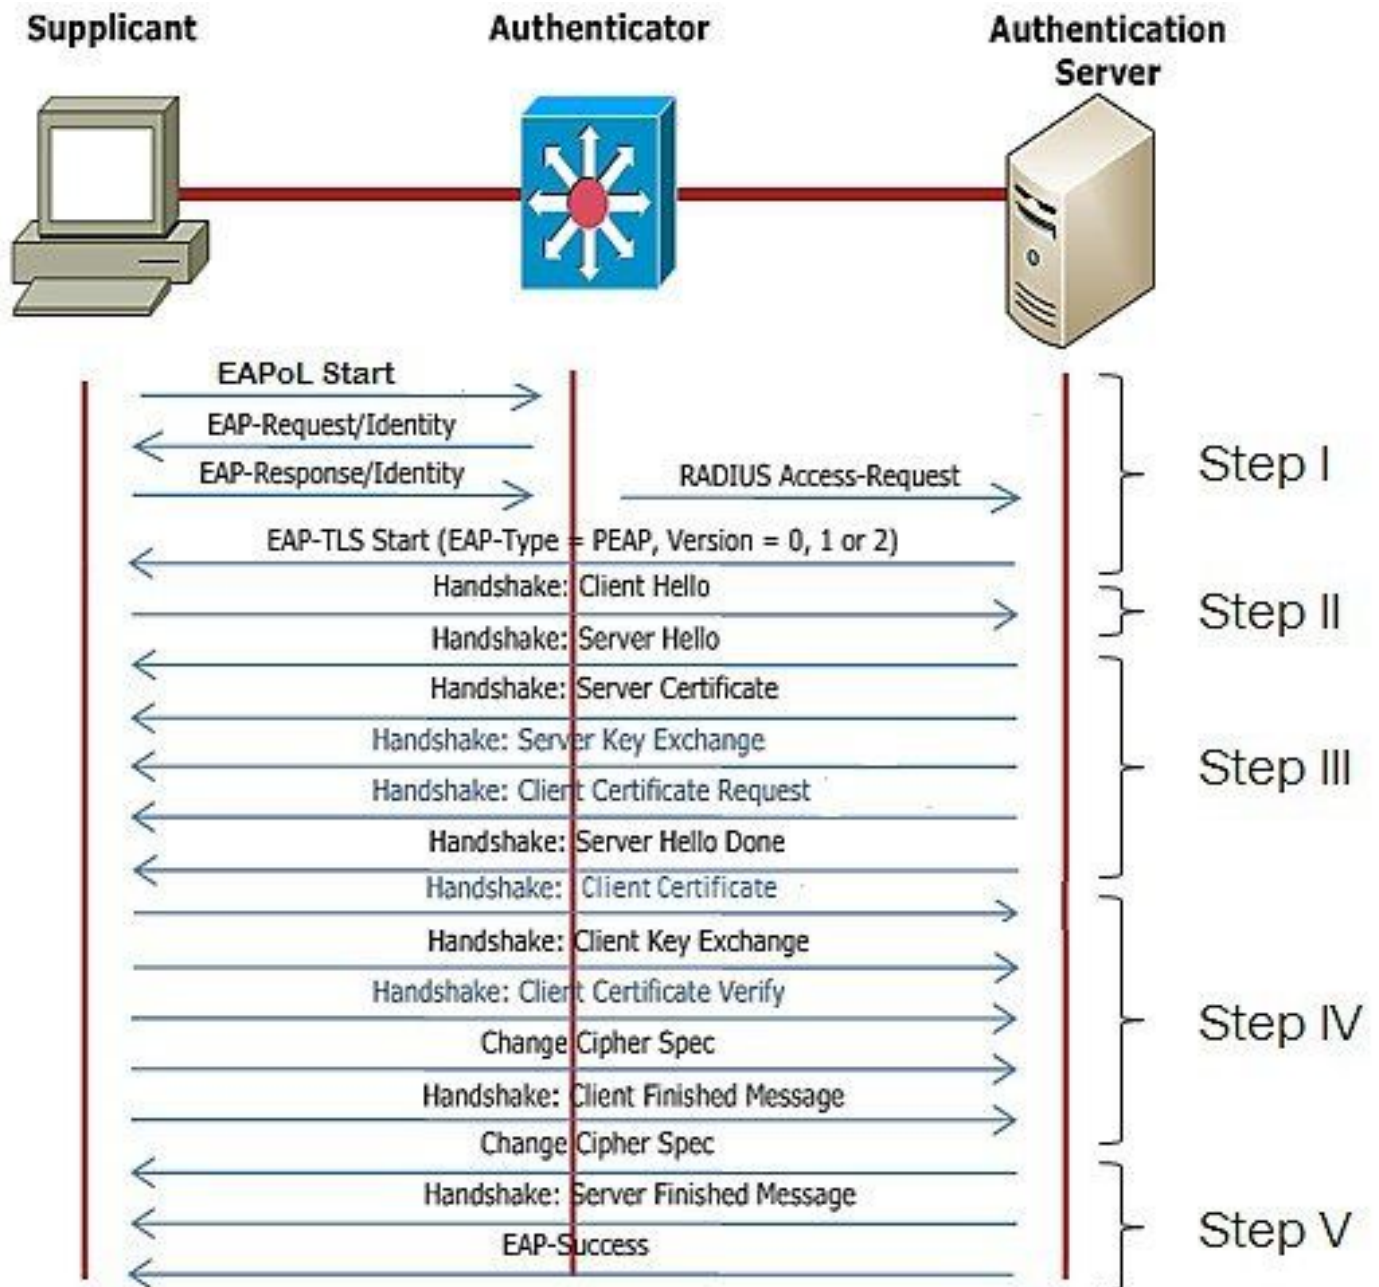 Supplicant
Authenticator
Authentication
Server
EAPoL Start
EAP-Request/Identity
EAP-Response/Identity
RADIUS Access-Request
Step I
EAP-TLS Start (EAP-Type = PEAP, Version = 0, 1 or 2)
Handshake: Client Hello
Step II
Handshake: Server Hello
Handshake: Server Certificate
Handshake: Server Key Exchange
Step III
Handshake: Client Certificate Request
Handshake: Server Hello Done
Handshake: Client Certificate
Handshake: Client Key Exchange
Handshake: Client Certificate Verify
Step IV
Change Cipher Spec
Handshake: Client Finished Message
Change Cipher Spec
Handshake: Server Finished Message
Step V
EAP-Success